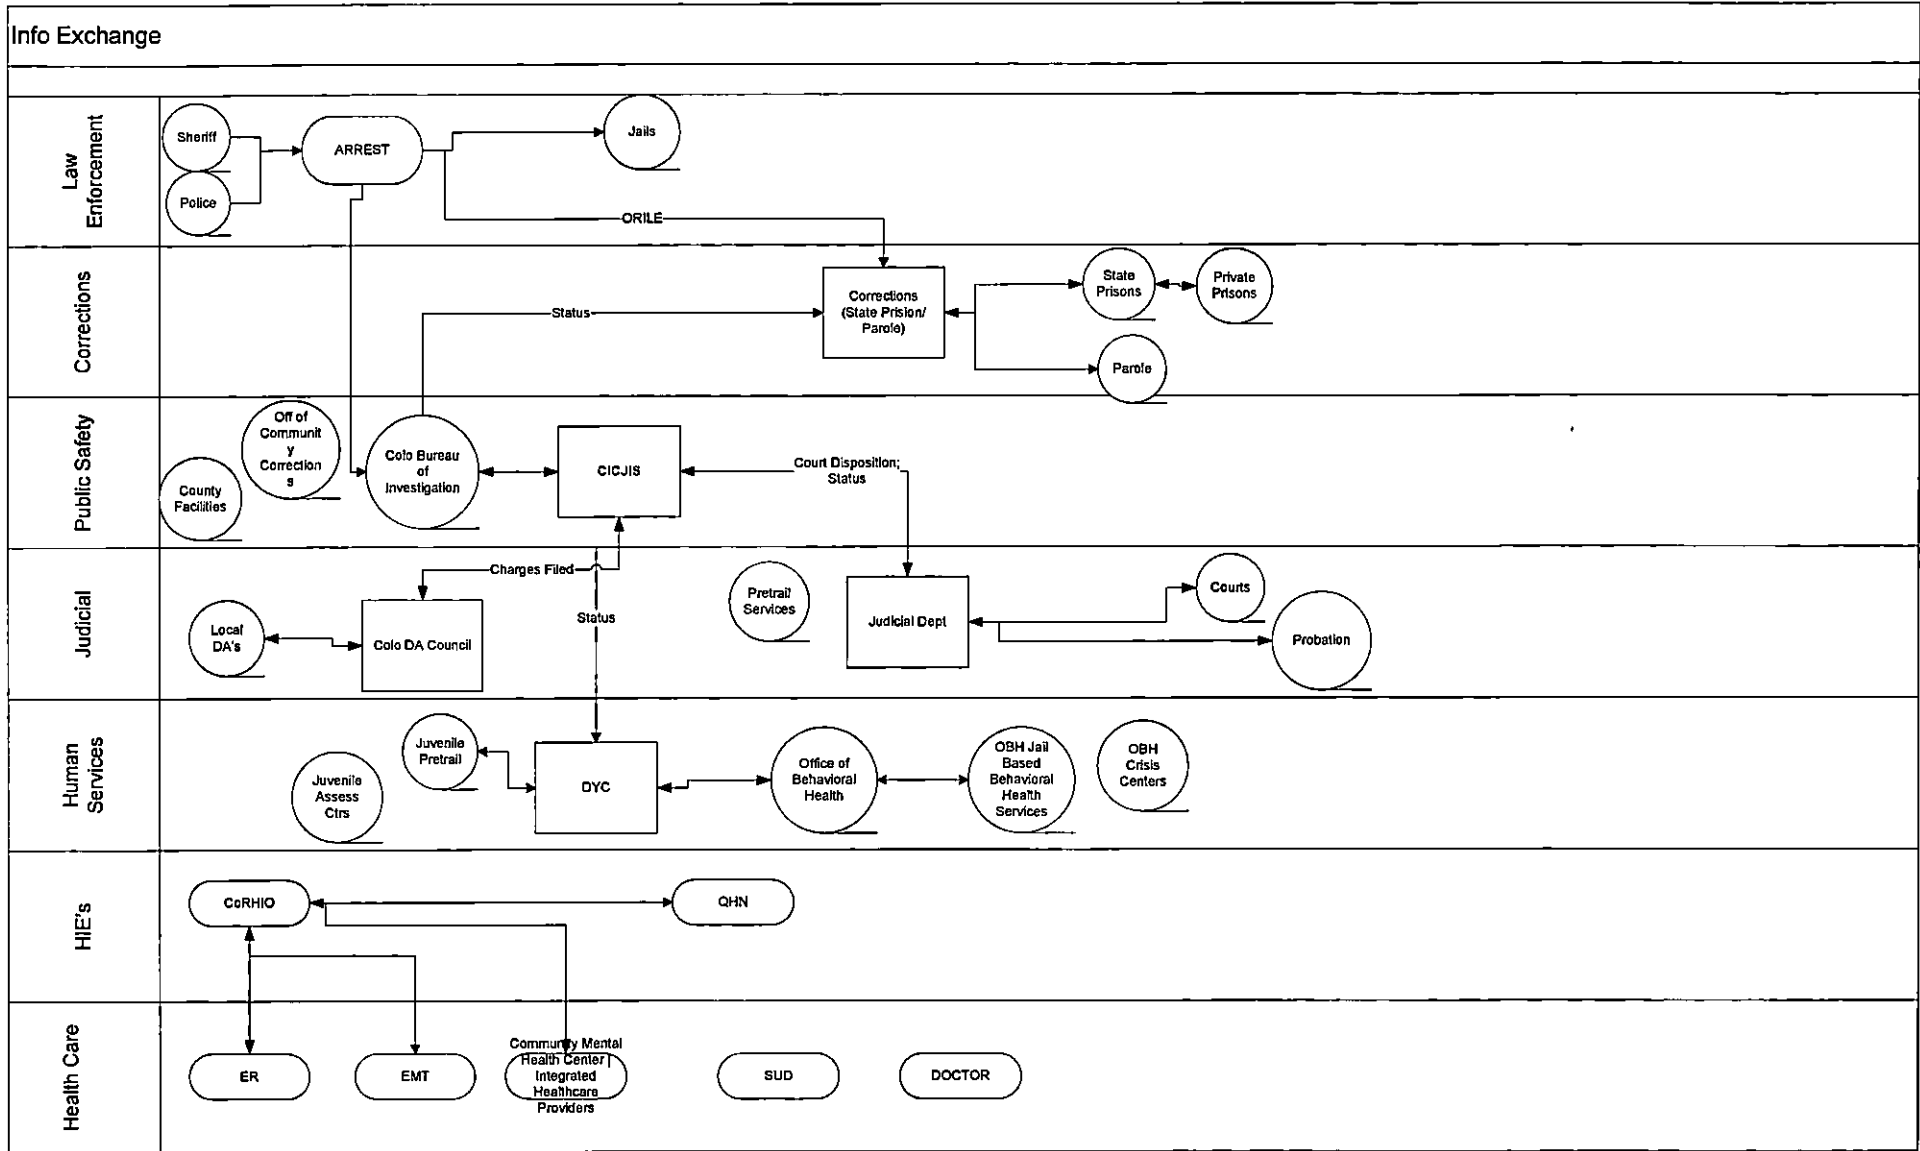 Info Exchange
Law
Enforcement
Sheriff
Police
ARREST
Jails
ORILE
Corrections
Status
Corrections
(State Prision/
Parole)
State
Prisons
Private
Prisons
Parole
Public Safety
County
Facilities
Off of
Communit
y
Correction
s
Colo Bureau
of
Investigation
CICJIS
Court Disposition;
Status
Judicial
Local
DA's
Charges Filed
Colo DA Council
Status
Pretrail
Services
Judicial Dept
Courts
Probation
Human
Services
Juvenile
Assess
Ctrs
Juvenile
Pretrail
DYC
Office of
Behavioral
Health
OBH Jail
Based
Behavioral
Health
Services
OBH
Crisis
Centers
HIE's
CoRHIO
QHN
Health Care
ER
EMT
Community Mental
Health Center |
Integrated
Healthcare
Providers
SUD
DOCTOR